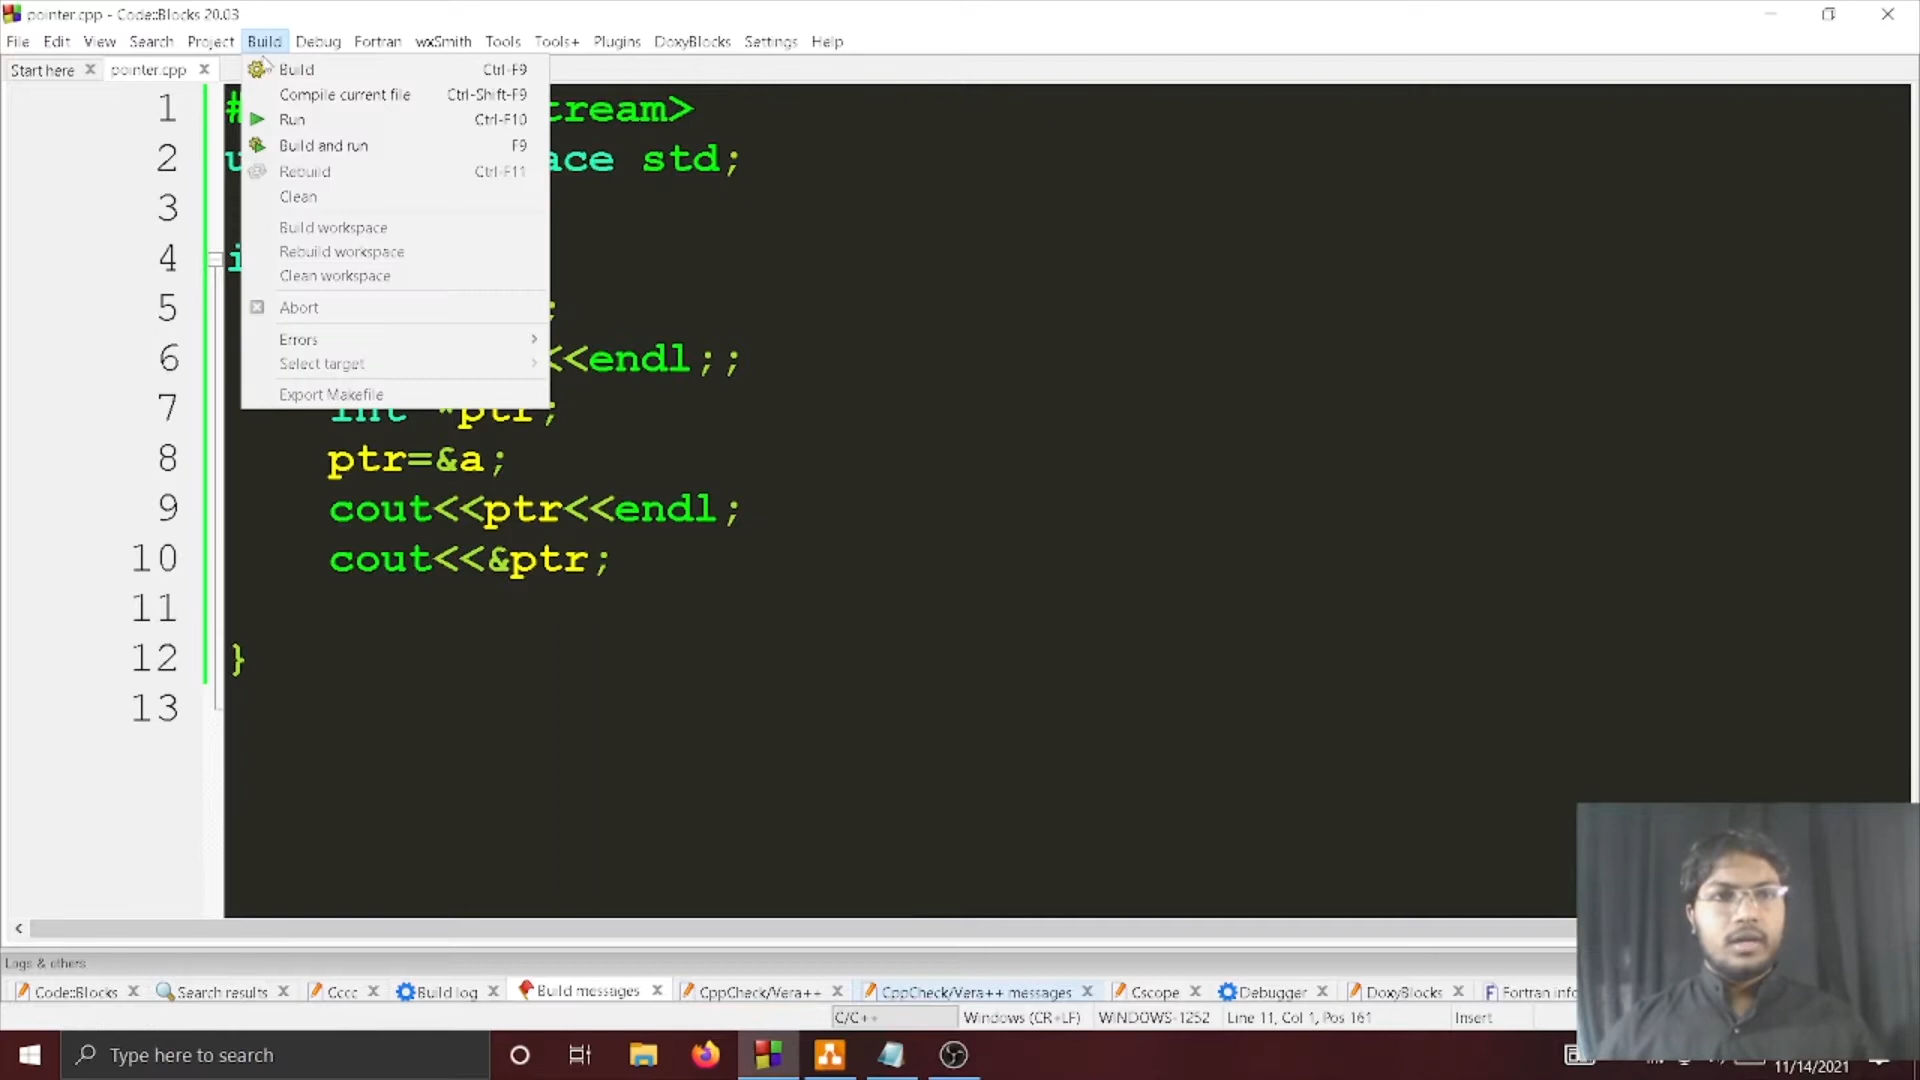 pointer.cpp - Code::Blocks 20.03
File Edit View Search Project Build Debug Fortran wxSmith Tools Tools+ Plugins DoxyBlocks Settings Help
Start here pointer.cpp
Build Ctrl-F9
Compile current file Ctrl-Shift-F9
Run Ctrl-F10
Build and run F9
Rebuild Ctrl-F11
Clean
Build workspace
Rebuild workspace
Clean workspace
Abort
Errors
Select target
Export Makefile
1 # tream>
2 u ace std;
3
4 i
5 ;
6 <<endl;;
7 int *ptr;
8 ptr=&a;
9 cout<<ptr<<endl;
10 cout<<&ptr;
11
12 }
13
Logs & others
Code::Blocks Search results Cccc Build log Build messages CppCheck/Vera++ CppCheck/Vera++ messages Cscope Debugger DoxyBlocks Fortran info
C/C++ Windows (CR+LF) WINDOWS-1252 Line 11, Col 1, Pos 161 Insert
Type here to search
11/14/2021